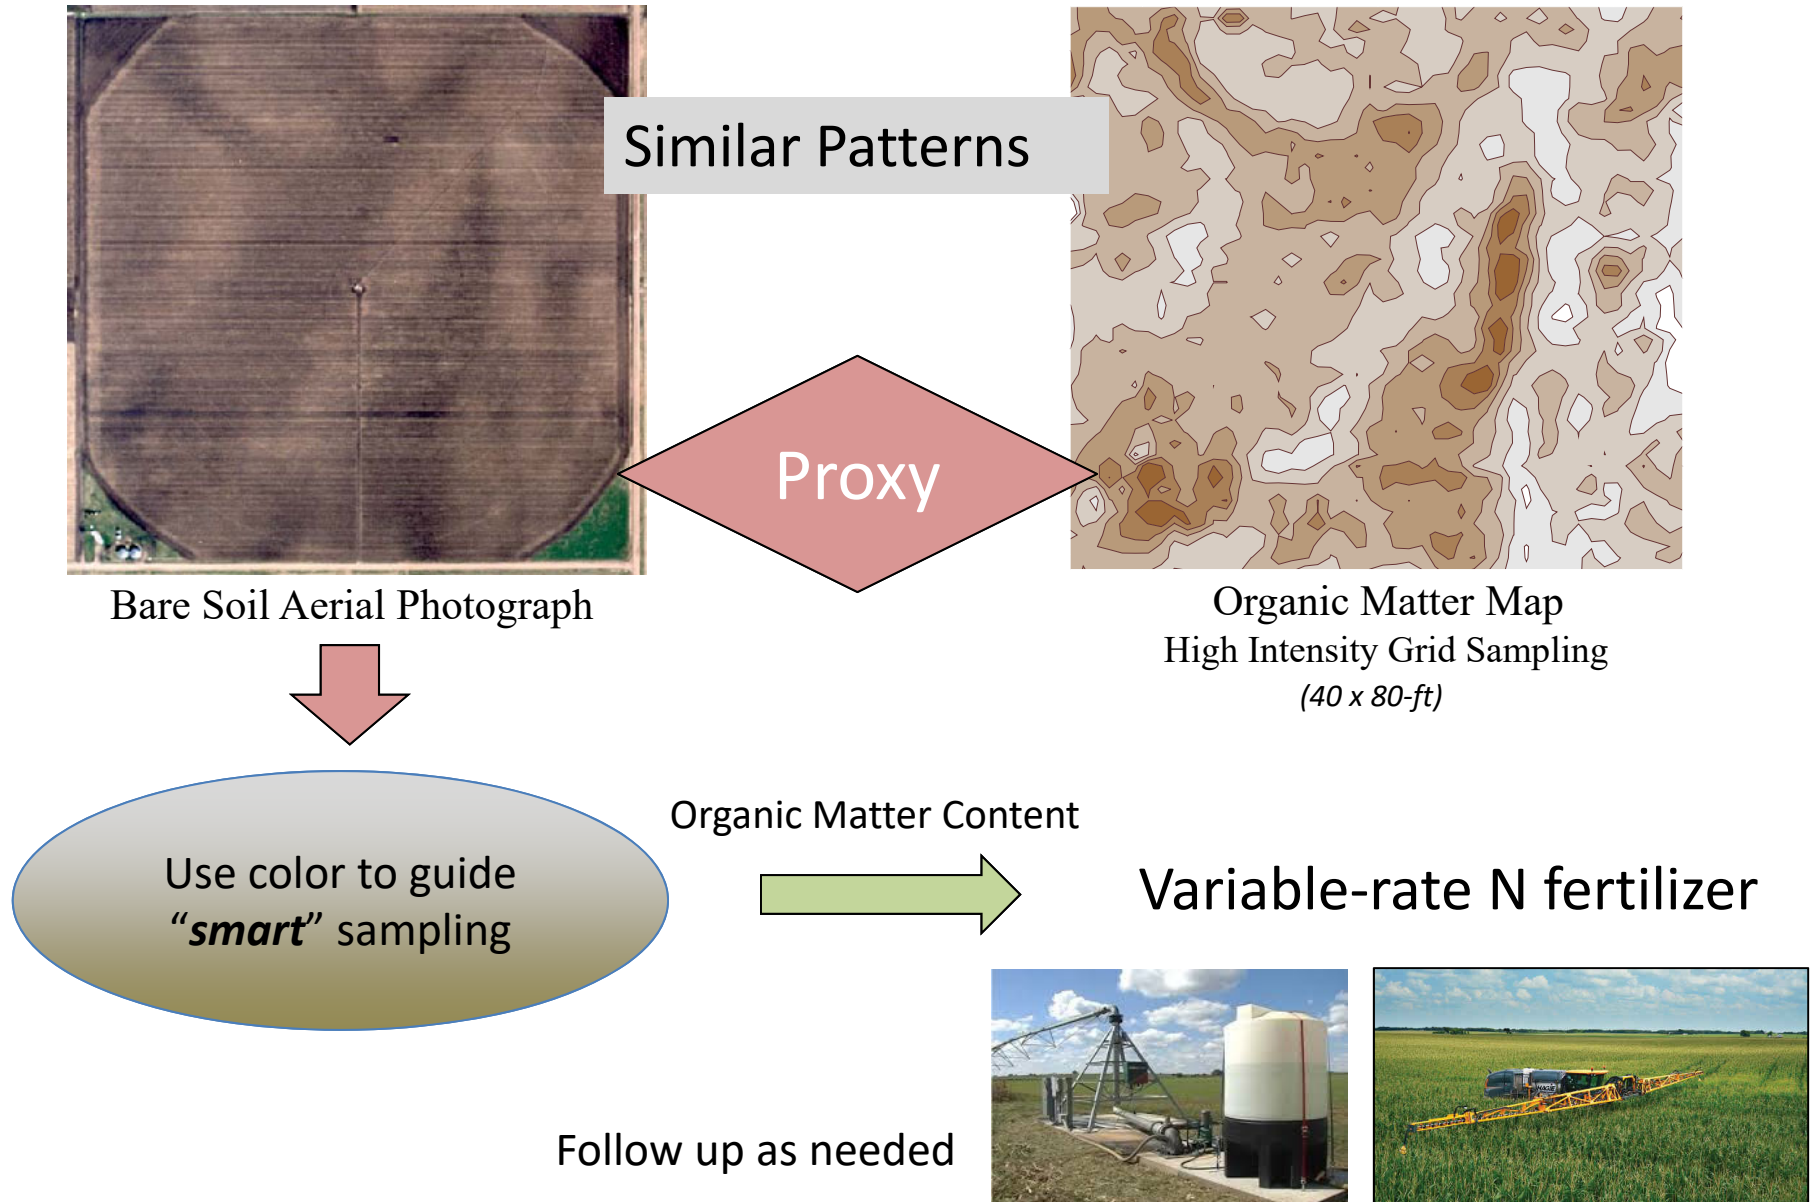 Similar Patterns
Proxy
Bare Soil Aerial Photograph
Organic Matter Map
High Intensity Grid Sampling
(40 x 80-ft)
Use color to guide
“smart” sampling
Organic Matter Content
Variable-rate N fertilizer
Follow up as needed
HAGIE